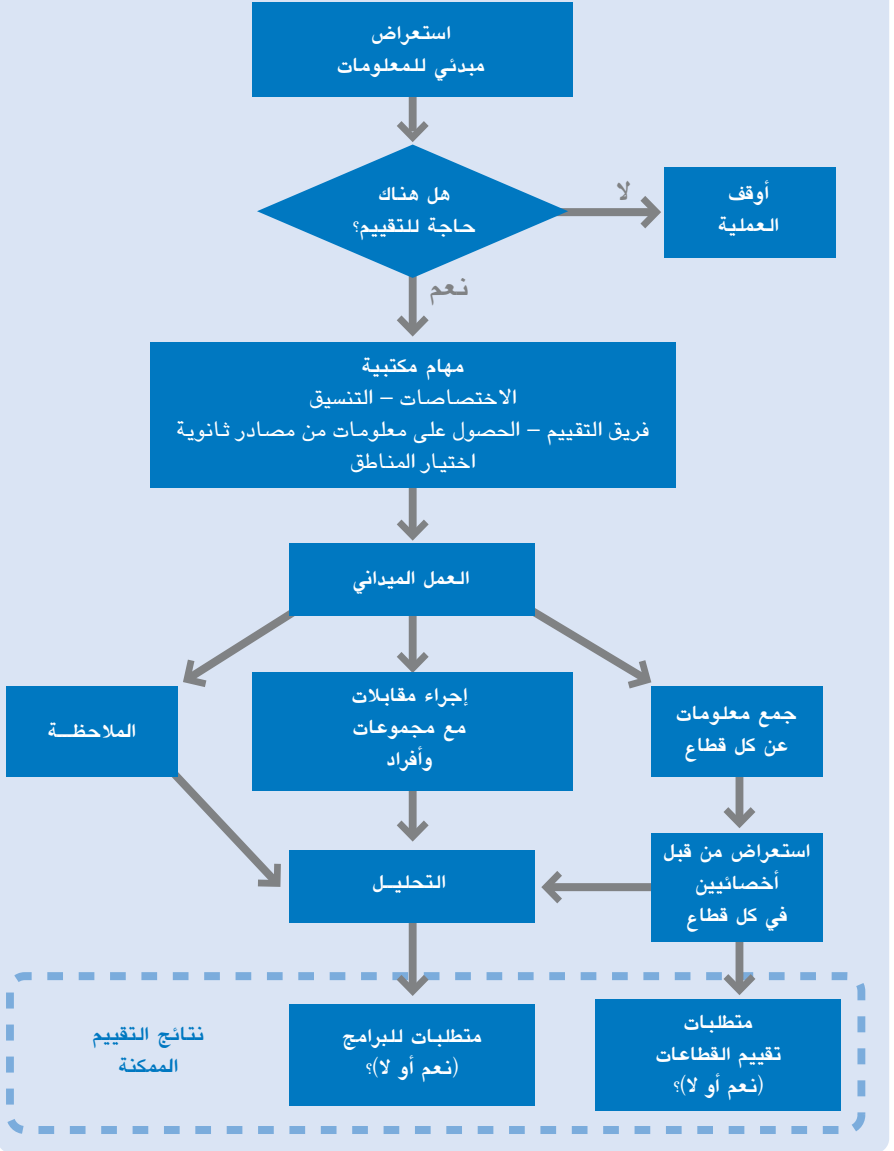 استعراض
مبدئي للمعلومات
هل هناك
حاجة للتقييم؟
لا
أوقف
العملية
نعم
مهام مكتبية
الاختصاصات – التنسيق
فريق التقييم – الحصول على معلومات من مصادر ثانوية
اختيار المناطق
العمل الميداني
جمع معلومات
عن كل قطاع
إجراء مقابلات
مع مجموعات
وأفراد
الملاحظــة
استعراض من قبل
أخصائيين
في كل قطاع
التحليــل
متطلبات
تقييم القطاعات
(نعم أو لا)؟
متطلبات للبرامج
(نعم أو لا)؟
نتائج التقييم
الممكنة